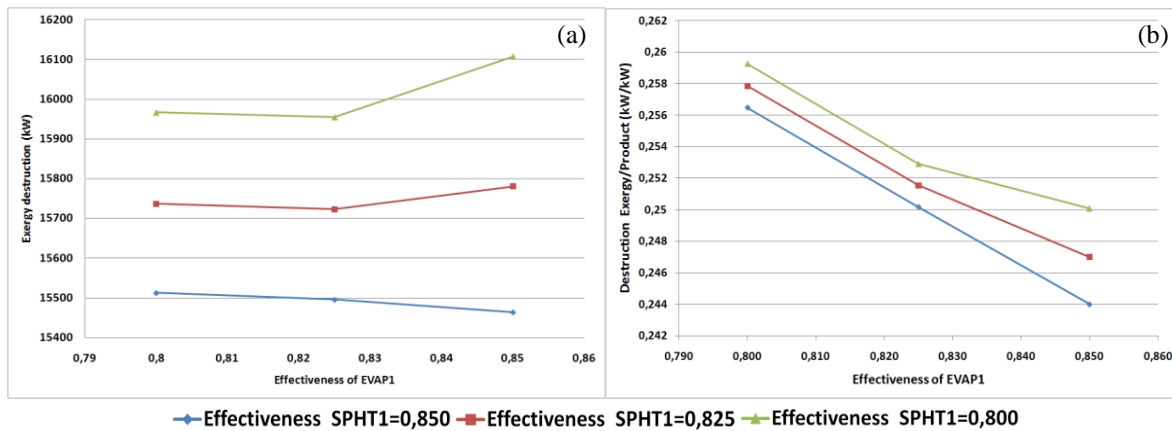 (a)
Exergy destruction (kW)
16200
16100
16000
15900
15800
15700
15600
15500
15400
0,79 0,8 0,81 0,82 0,83 0,84 0,85 0,86
Effectiveness of EVAP1
(b)
Destruction Exergy/Product (kW/kW)
0,262
0,26
0,258
0,256
0,254
0,252
0,25
0,248
0,246
0,244
0,242
0,790 0,800 0,810 0,820 0,830 0,840 0,850 0,860
Effectiveness of EVAP1
Effectiveness SPHT1=0,850 Effectiveness SPHT1=0,825 Effectiveness SPHT1=0,800